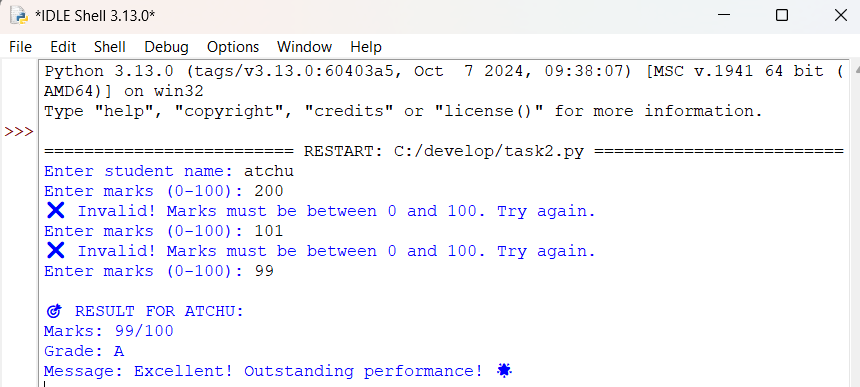 *IDLE Shell 3.13.0*
File Edit Shell Debug Options Window Help
Python 3.13.0 (tags/v3.13.0:60403a5, Oct  7 2024, 09:38:07) [MSC v.1941 64 bit (
AMD64)] on win32
Type "help", "copyright", "credits" or "license()" for more information.
>>>
========================= RESTART: C:/develop/task2.py =========================
Enter student name: atchu
Enter marks (0-100): 200
❌ Invalid! Marks must be between 0 and 100. Try again.
Enter marks (0-100): 101
❌ Invalid! Marks must be between 0 and 100. Try again.
Enter marks (0-100): 99
🎯 RESULT FOR ATCHU:
Marks: 99/100
Grade: A
Message: Excellent! Outstanding performance! 🌟